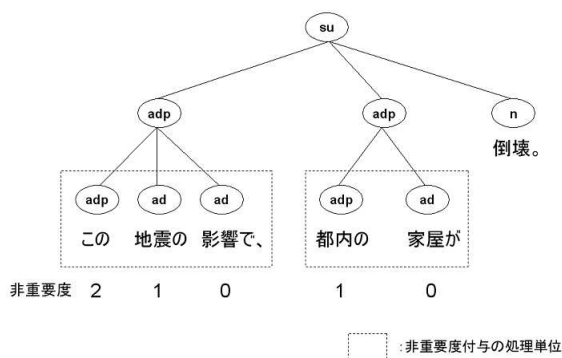 su
adp adp n
倒壊。
adp ad ad adp ad
この 地震の 影響で、 都内の 家屋が
非重要度 2 1 0 1 0
:非重要度付与の処理単位